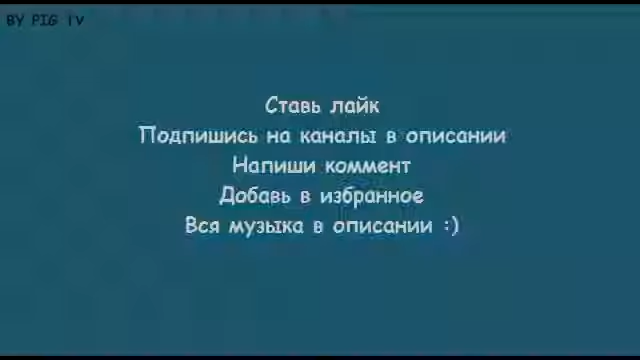 BY PIG TV
Ставь лайк
Подпишись на каналы в описании
Напиши коммент
Добавь в избранное
Вся музыка в описании :)